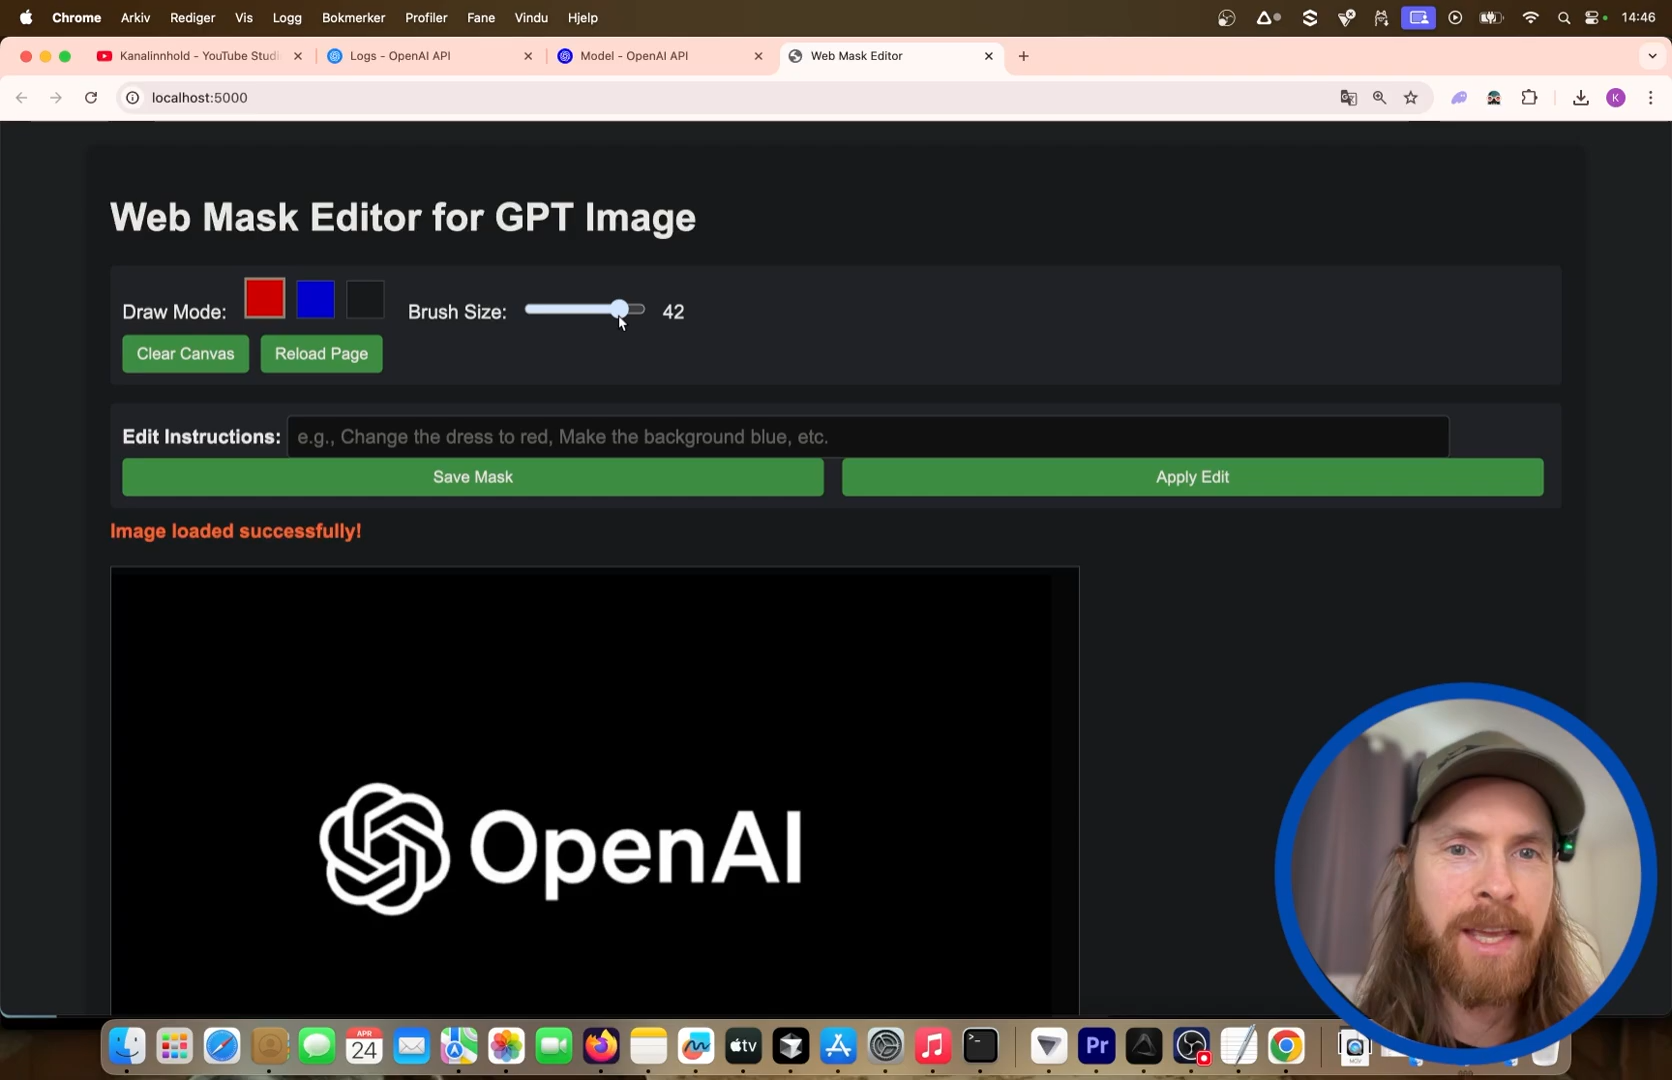 Chrome Arkiv Rediger Vis Logg Bokmerker Profiler Fane Vindu Hjelp 14:46
Kanalinnhold - YouTube Studi Logs - OpenAI API Model - OpenAI API Web Mask Editor
localhost:5000 K
Web Mask Editor for GPT Image
Draw Mode: Brush Size: 42
Clear Canvas Reload Page
Edit Instructions: e.g., Change the dress to red, Make the background blue, etc.
Save Mask Apply Edit
Image loaded successfully!
OpenAI
APR
24
tv
Pr